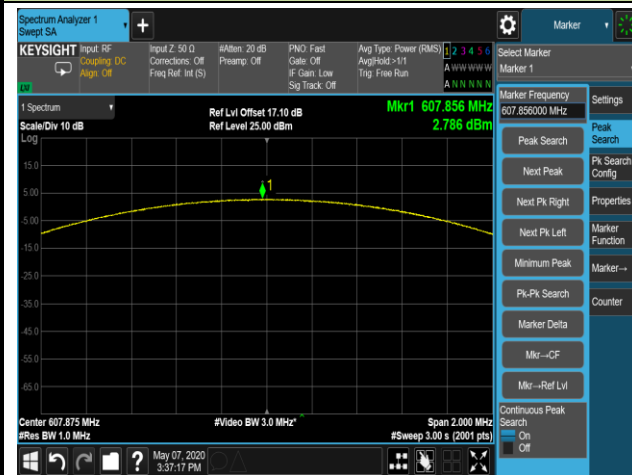 Spectrum Analyzer 1
Swept SA
Marker
KEYSIGHT
Input: RF
Coupling: DC
Align: Off
Input Z: 50 Ω
Corrections: Off
Freq Ref: Int (S)
#Atten: 20 dB
Preamp: Off
PNO: Fast
Gate: Off
IF Gain: Low
Sig Track: Off
Avg Type: Power (RMS)
Avg|Hold:>1/1
Trig: Free Run
1 2 3 4 5 6
A W W W W W
A N N N N N
LXI
Select Marker
Marker 1
1 Spectrum
Scale/Div 10 dB
Ref Lvl Offset 17.10 dB
Ref Level 25.00 dBm
Mkr1 607.856 MHz
2.786 dBm
Log
15.0
5.00
-5.00
-15.0
-25.0
-35.0
-45.0
-55.0
-65.0
1
Center 607.875 MHz
#Res BW 1.0 MHz
#Video BW 3.0 MHz*
Span 2.000 MHz
#Sweep 3.00 s (2001 pts)
Marker Frequency
607.856000 MHz
Peak Search
Next Peak
Next Pk Right
Next Pk Left
Minimum Peak
Pk-Pk Search
Marker Delta
Mkr→CF
Mkr→Ref Lvl
Continuous Peak
Search
On
Off
Settings
Peak
Search
Pk Search
Config
Properties
Marker
Function
Marker→
Counter
?
May 07, 2020
3:37:17 PM